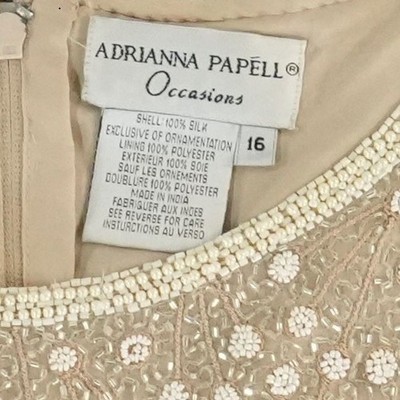 ADRIANNA PAPÉLL®
Occasions
16
SHELL: 100% SILK
EXCLUSIVE OF ORNAMENTATION
LINING 100% POLYESTER
EXTERIEUR 100% SOIE
SAUF LES ORNEMENTS
DOUBLURE 100% POLYESTER
MADE IN INDIA
FABRIQUER AUX INDES
SEE REVERSE FOR CARE
INSTURCTIONS AU VERSO